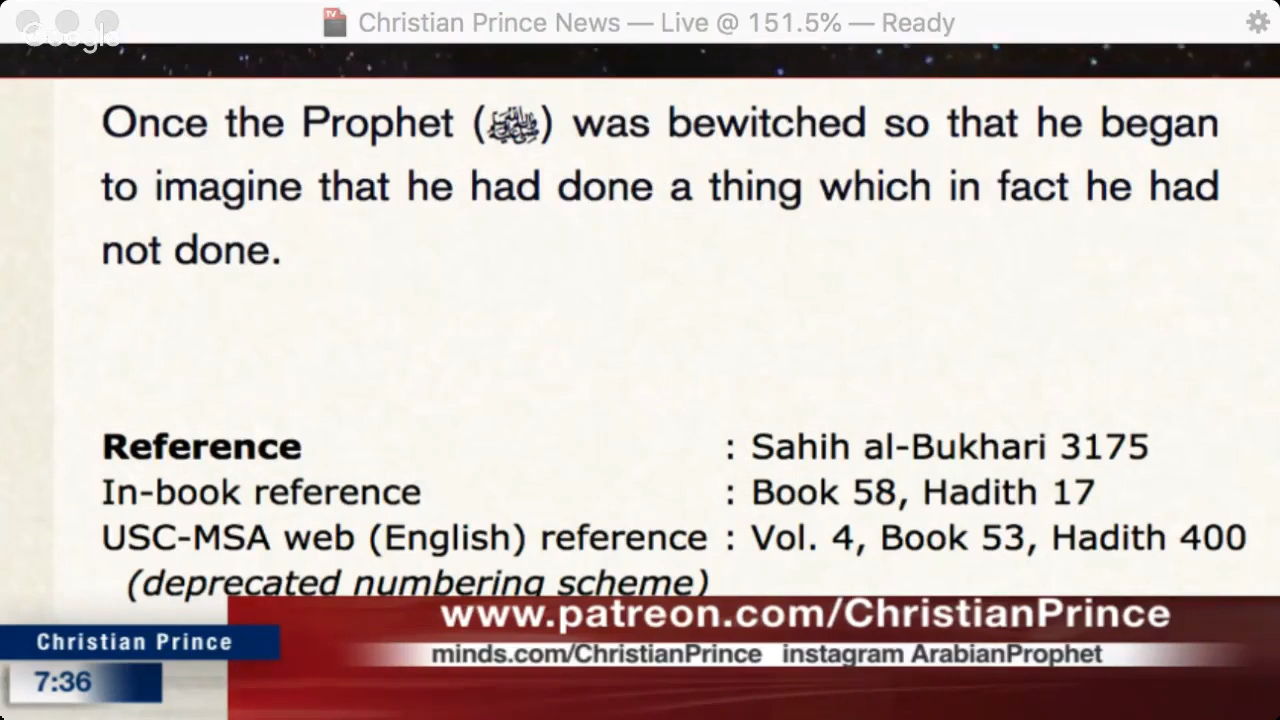 Christian Prince News — Live @ 151.5% — Ready
Google
Once the Prophet (ﷺ) was bewitched so that he began
to imagine that he had done a thing which in fact he had
not done.
Reference : Sahih al-Bukhari 3175
In-book reference : Book 58, Hadith 17
USC-MSA web (English) reference : Vol. 4, Book 53, Hadith 400
(deprecated numbering scheme)
www.patreon.com/ChristianPrince
Christian Prince
minds.com/ChristianPrince instagram ArabianProphet
7:36